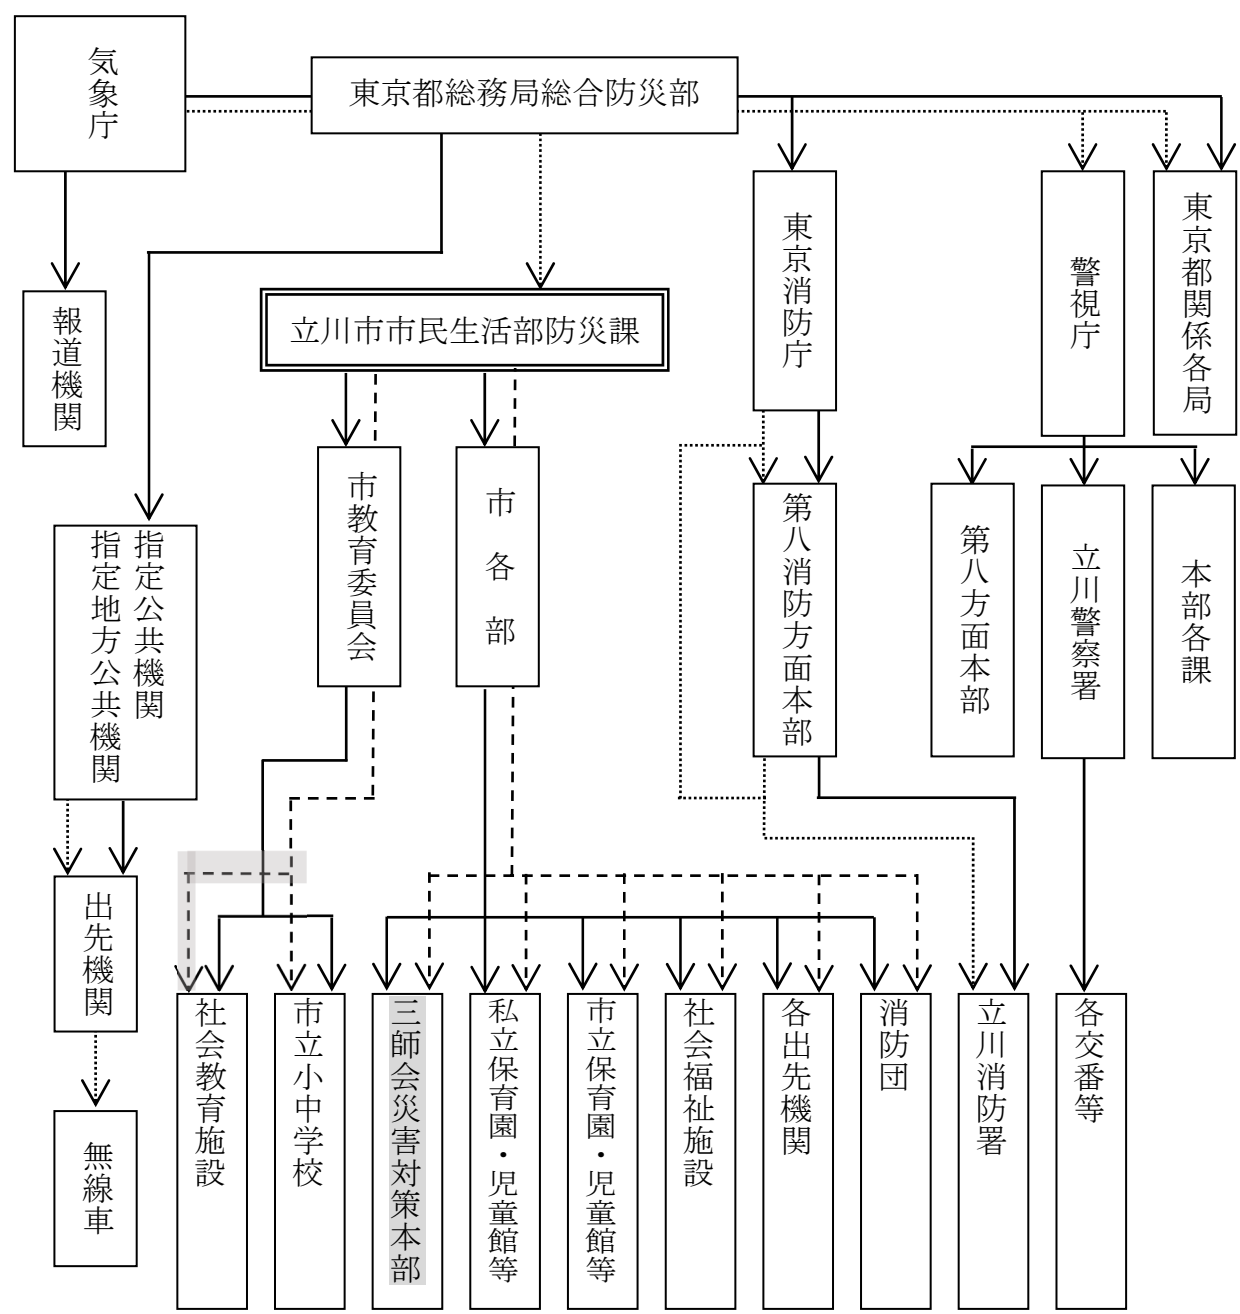 気象庁
東京都総務局総合防災部
報道機関
立川市市民生活部防災課
東京消防庁
警視庁
東京都関係各局
指定公共機関
指定地方公共機関
市教育委員会
市各部
第八消防方面本部
第八方面本部
立川警察署
本部各課
出先機関
無線車
社会教育施設
市立小中学校
三師会災害対策本部
私立保育園・児童館等
市立保育園・児童館等
社会福祉施設
各出先機関
消防団
立川消防署
各交番等